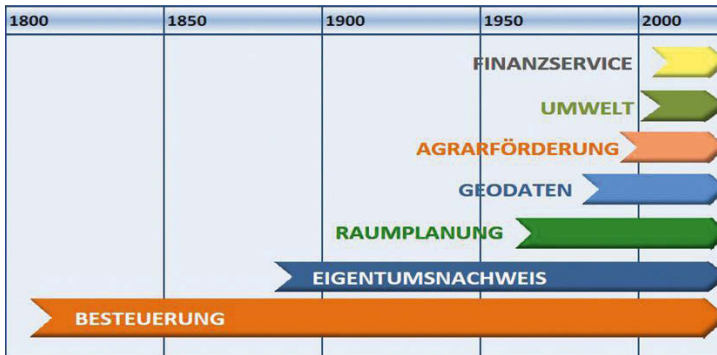 1800 1850 1900 1950 2000
FINANZSERVICE
UMWELT
AGRARFÖRDERUNG
GEODATEN
RAUMPLANUNG
EIGENTUMSNACHWEIS
BESTEUERUNG